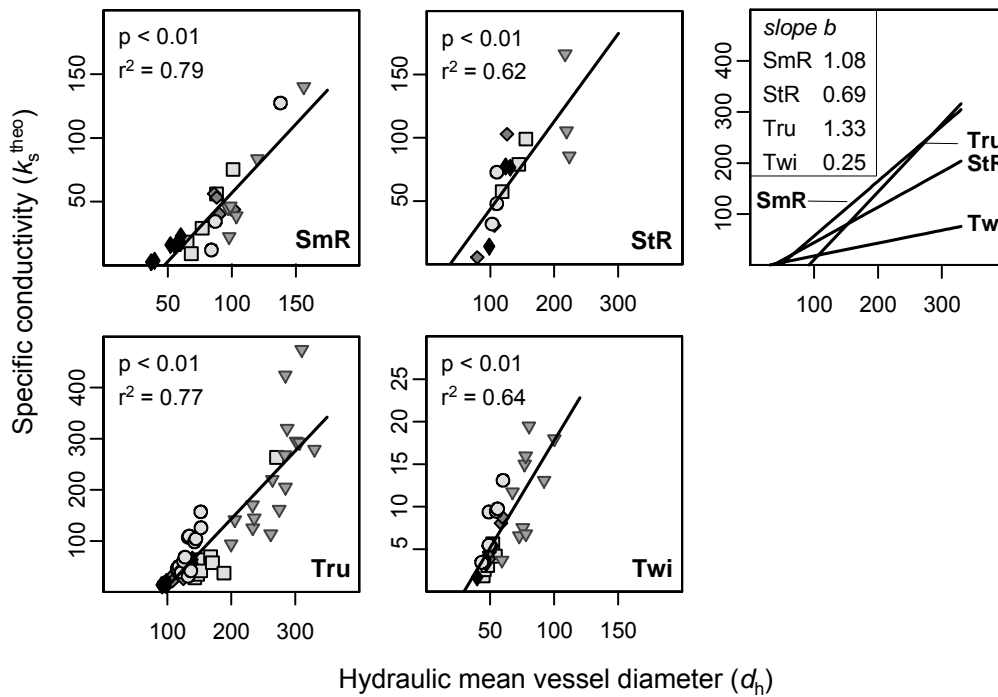 Specific conductivity (kₛᵗʰᵉᵒ)
p < 0.01
r² = 0.79
SmR
50
100
150
50 100 150
p < 0.01
r² = 0.62
StR
50
100
150
100 200 300
slope b
SmR 1.08
StR 0.69
Tru 1.33
Twi 0.25
Tru
StR
SmR
Tw
100
200
300
400
100 200 300
p < 0.01
r² = 0.77
Tru
100
200
300
400
100 200 300
p < 0.01
r² = 0.64
Twi
5
10
15
20
25
50 100 150
Hydraulic mean vessel diameter (dₕ)